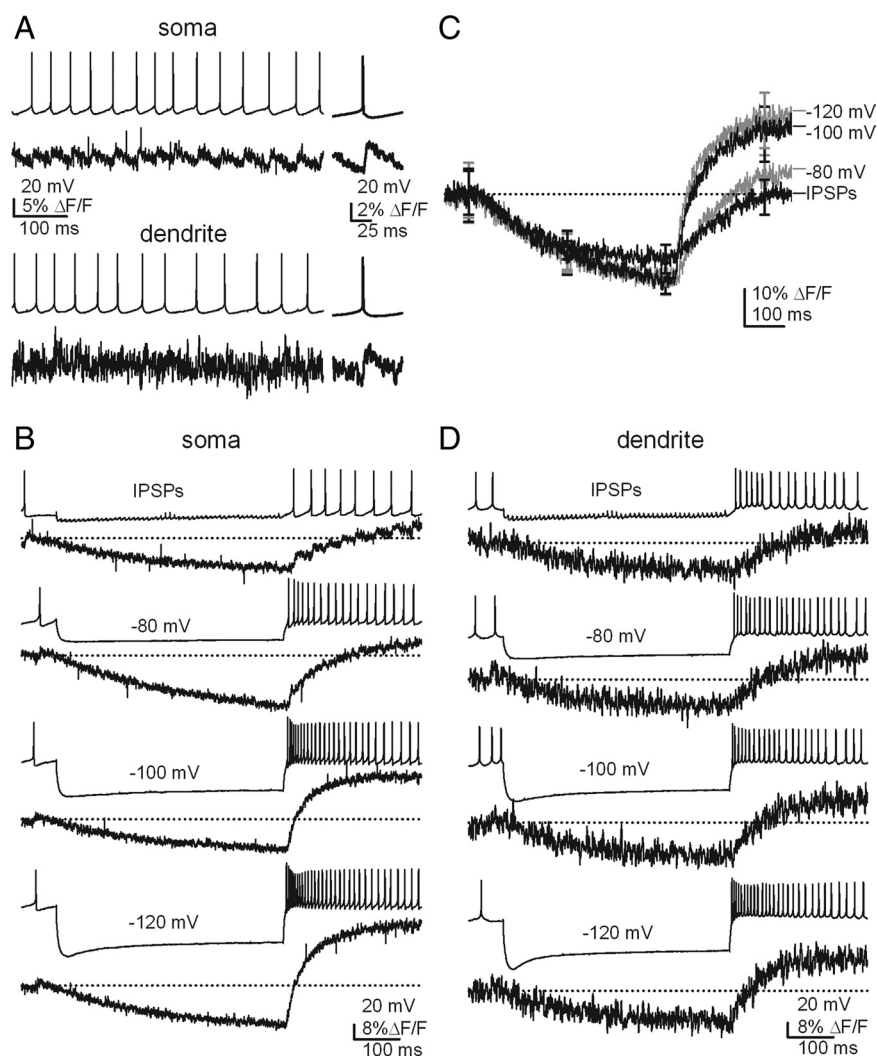 A
soma
20 mV
5% ΔF/F
100 ms
20 mV
2% ΔF/F
25 ms
dendrite
C
-120 mV
-100 mV
-80 mV
IPSPs
10% ΔF/F
100 ms
B
soma
IPSPs
-80 mV
-100 mV
-120 mV
20 mV
8%ΔF/F
100 ms
D
dendrite
IPSPs
-80 mV
-100 mV
-120 mV
20 mV
8% ΔF/F
100 ms